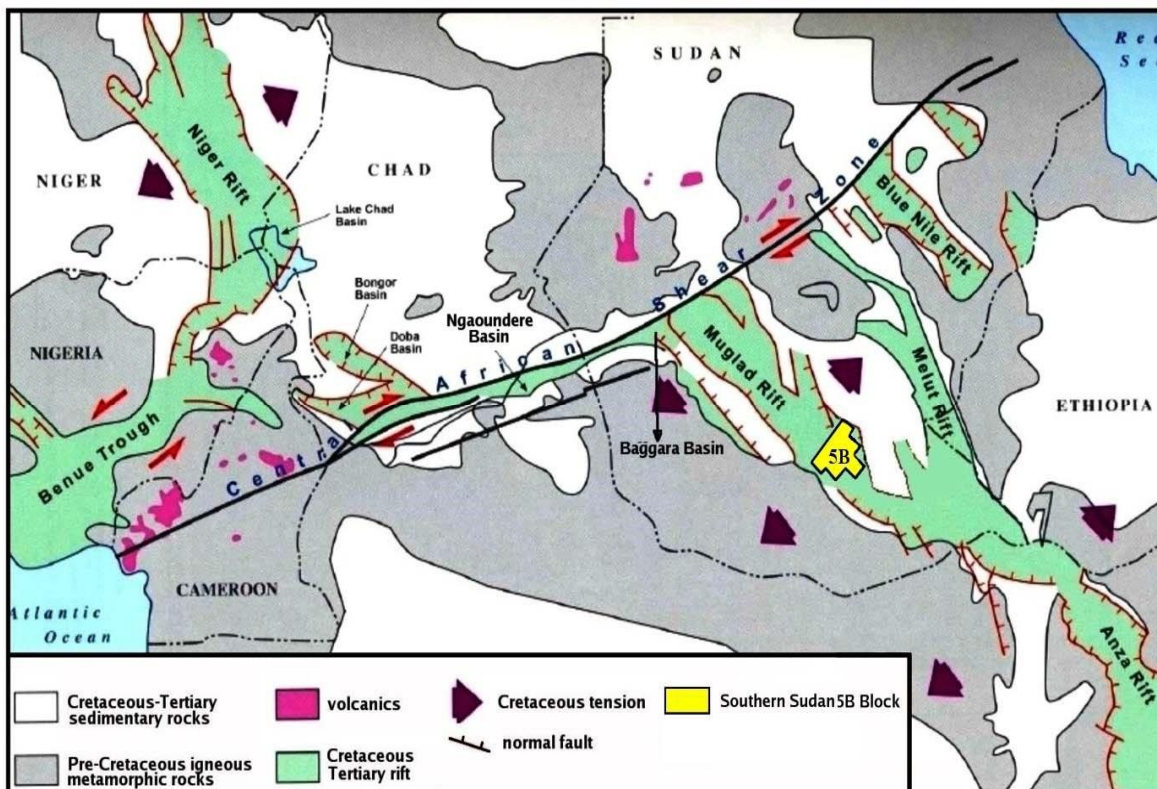 SUDAN
Red
Se
NIGER
CHAD
Niger Rift
Lake Chad
Basin
Bongor
Basin
Doba
Basin
Ngaoundere
Basin
Central African Shear Zone
Blue Nile Rift
NIGERIA
Muglad Rift
Melut Rift
ETHIOPIA
Benue Trough
Baggara Basin
5B
CAMEROON
Atlantic
Ocean
Anza Rift
Cretaceous-Tertiary
sedimentary rocks
volcanics
Cretaceous tension
Southern Sudan 5B Block
normal fault
Pre-Cretaceous igneous
metamorphic rocks
Cretaceous
Tertiary rift